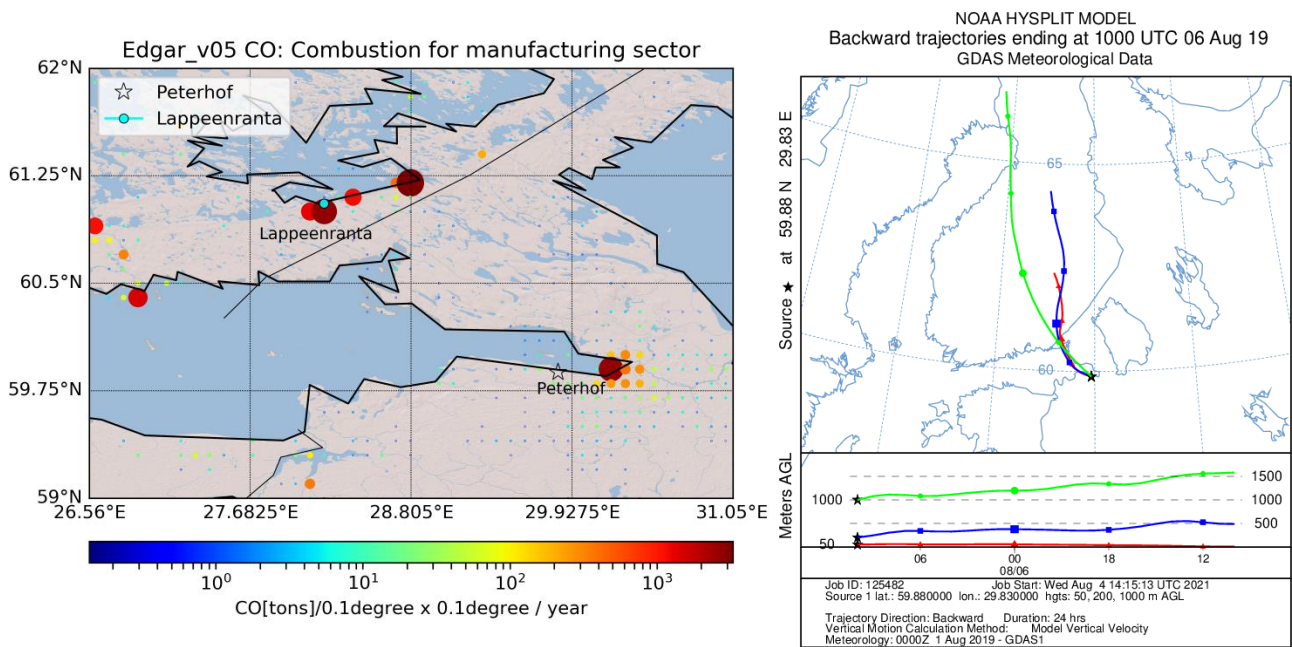 Edgar_v05 CO: Combustion for manufacturing sector
62°N
61.25°N
60.5°N
59.75°N
59°N
Peterhof
Lappeenranta
Lappeenranta
Peterhof
26.56°E 27.6825°E 28.805°E 29.9275°E 31.05°E
10⁰ 10¹ 10² 10³
CO[tons]/0.1degree x 0.1degree / year
NOAA HYSPLIT MODEL
Backward trajectories ending at 1000 UTC 06 Aug 19
GDAS Meteorological Data
Source ★ at 59.88 N 29.83 E
65
60
Meters AGL
1500
1000 1000
500
50
06 00 18 12
08/06
Job ID: 125482 Job Start: Wed Aug 4 14:15:13 UTC 2021
Source 1 lat.: 59.880000 lon.: 29.830000 hgts: 50, 200, 1000 m AGL
Trajectory Direction: Backward Duration: 24 hrs
Vertical Motion Calculation Method: Model Vertical Velocity
Meteorology: 0000Z 1 Aug 2019 - GDAS1